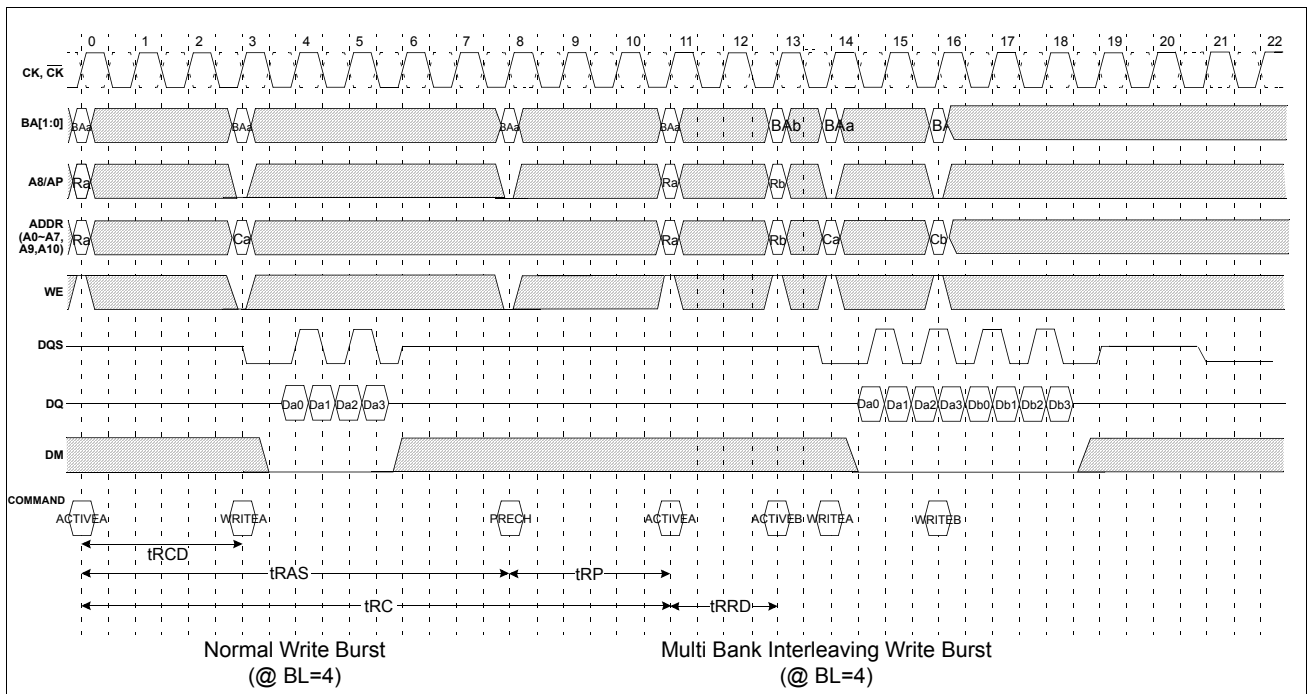 0 1 2 3 4 5 6 7 8 9 10 11 12 13 14 15 16 17 18 19 20 21 22
CK, CK
BA[1:0] BAa BAa BAa BAa BAb BAa BA
A8/AP Ra Ra Rb
ADDR
(A0~A7,
A9,A10)
Ra Ca Ra Rb Ca Cb
WE
DQS
DQ Da0 Da1 Da2 Da3 Da0 Da1 Da2 Da3 Db0 Db1 Db2 Db3
DM
COMMAND
ACTIVEA WRITEA PRECH ACTIVEA ACTIVEB WRITEA WRITEB
tRCD
tRAS tRP
tRC tRRD
Normal Write Burst Multi Bank Interleaving Write Burst
(@ BL=4) (@ BL=4)